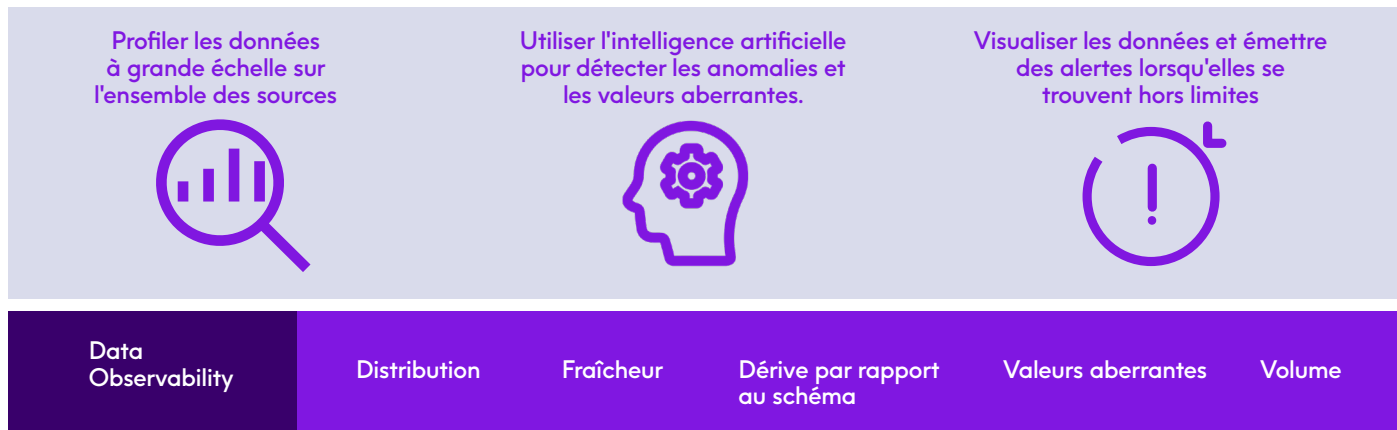 Profiler les données
à grande échelle sur
l'ensemble des sources
Utiliser l'intelligence artificielle
pour détecter les anomalies et
les valeurs aberrantes.
Visualiser les données et émettre
des alertes lorsqu'elles se
trouvent hors limites
Data
Observability
Distribution
Fraîcheur
Dérive par rapport
au schéma
Valeurs aberrantes
Volume